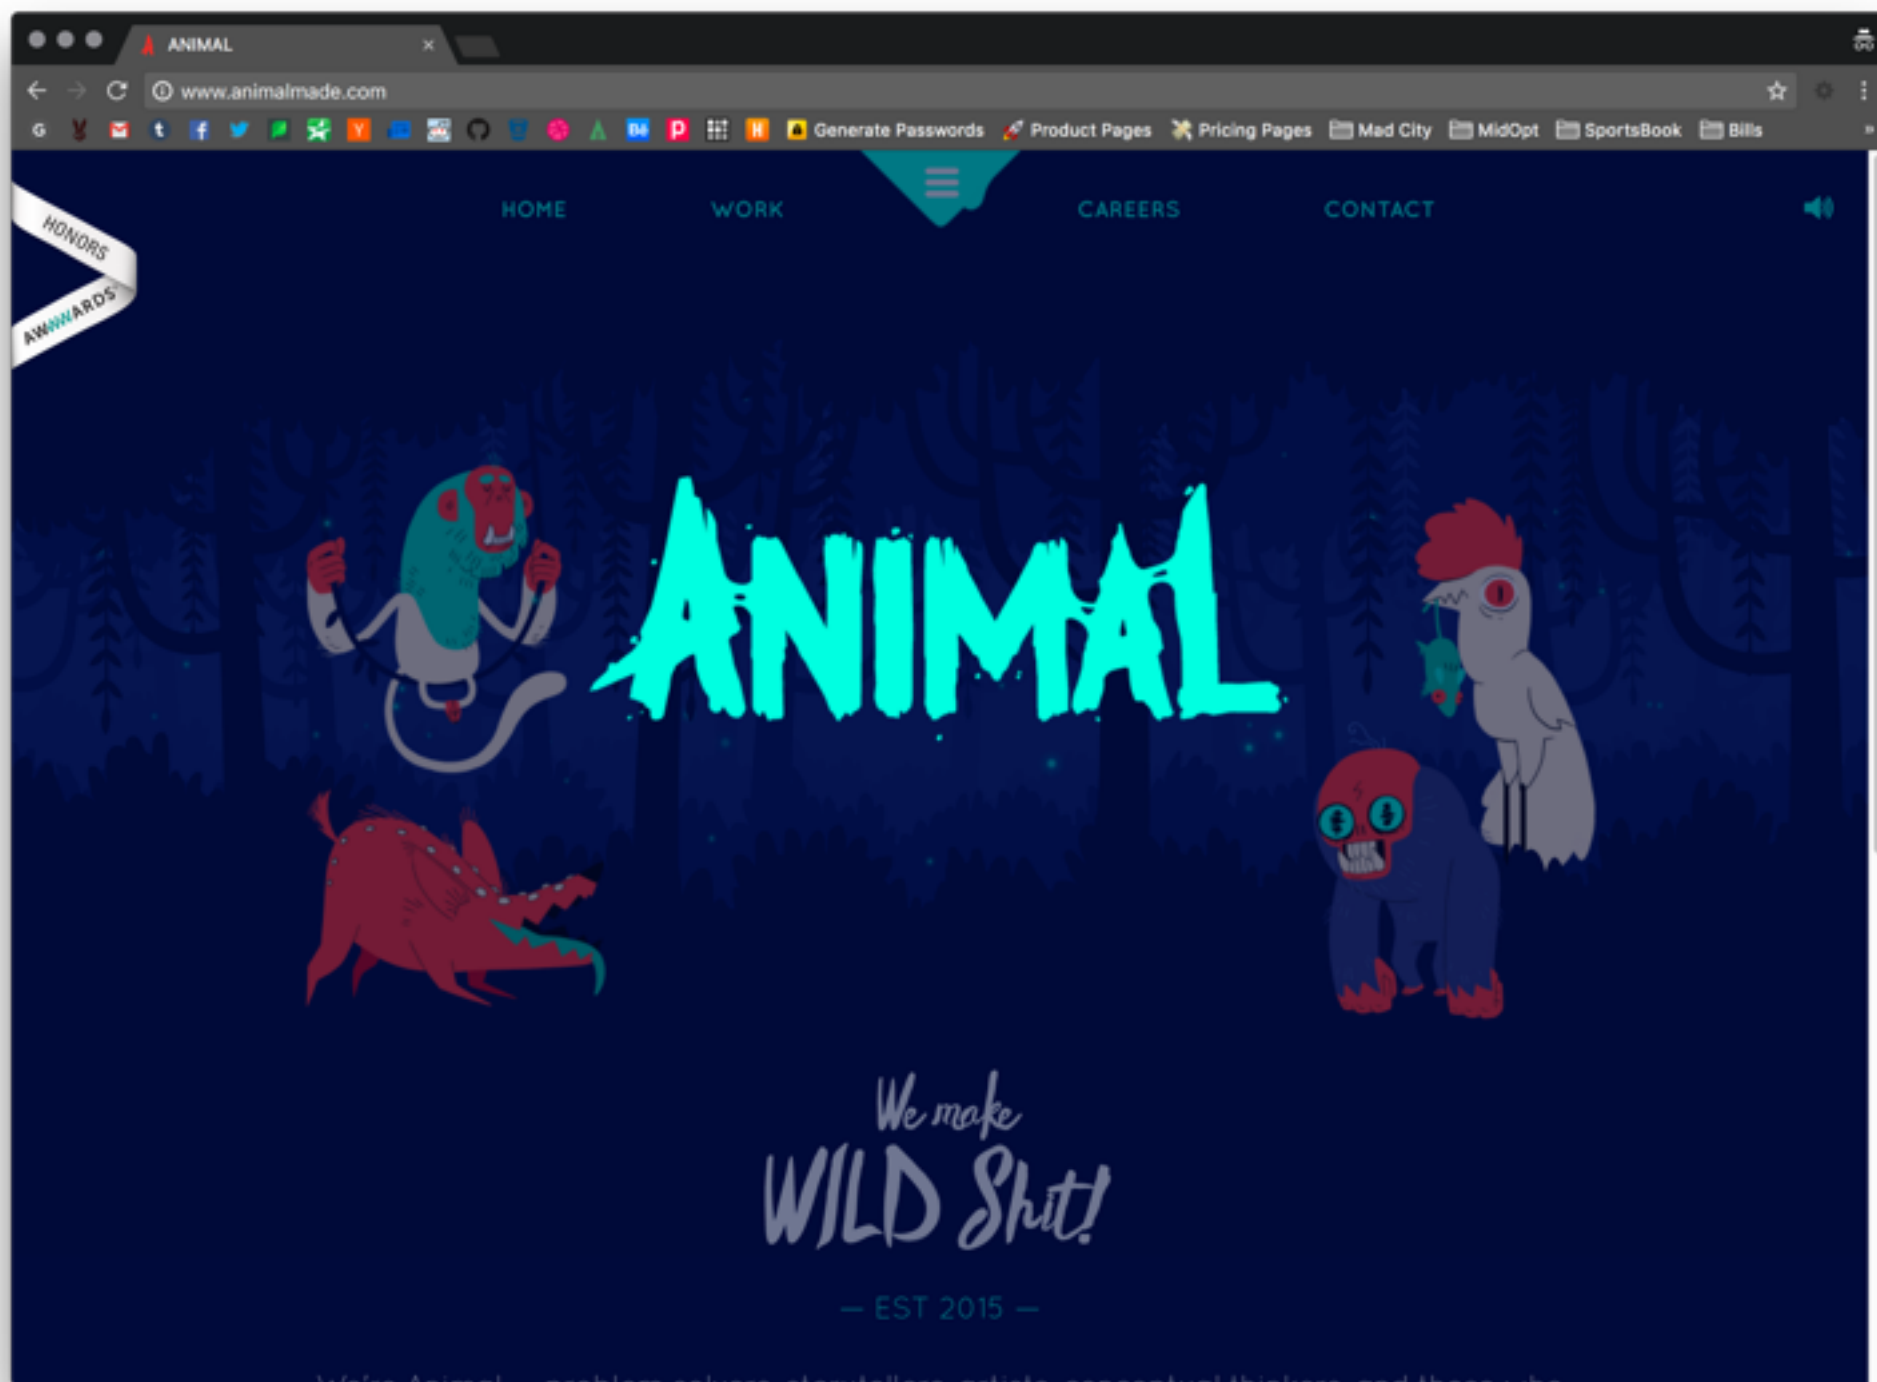 ANIMAL
www.animalmade.com
G Generate Passwords Product Pages Pricing Pages Mad City MidOpt SportsBook Bills
HOME WORK CAREERS CONTACT
HONORS
AWWWARDS
ANIMAL
We make
WILD Shit!
— EST 2015 —